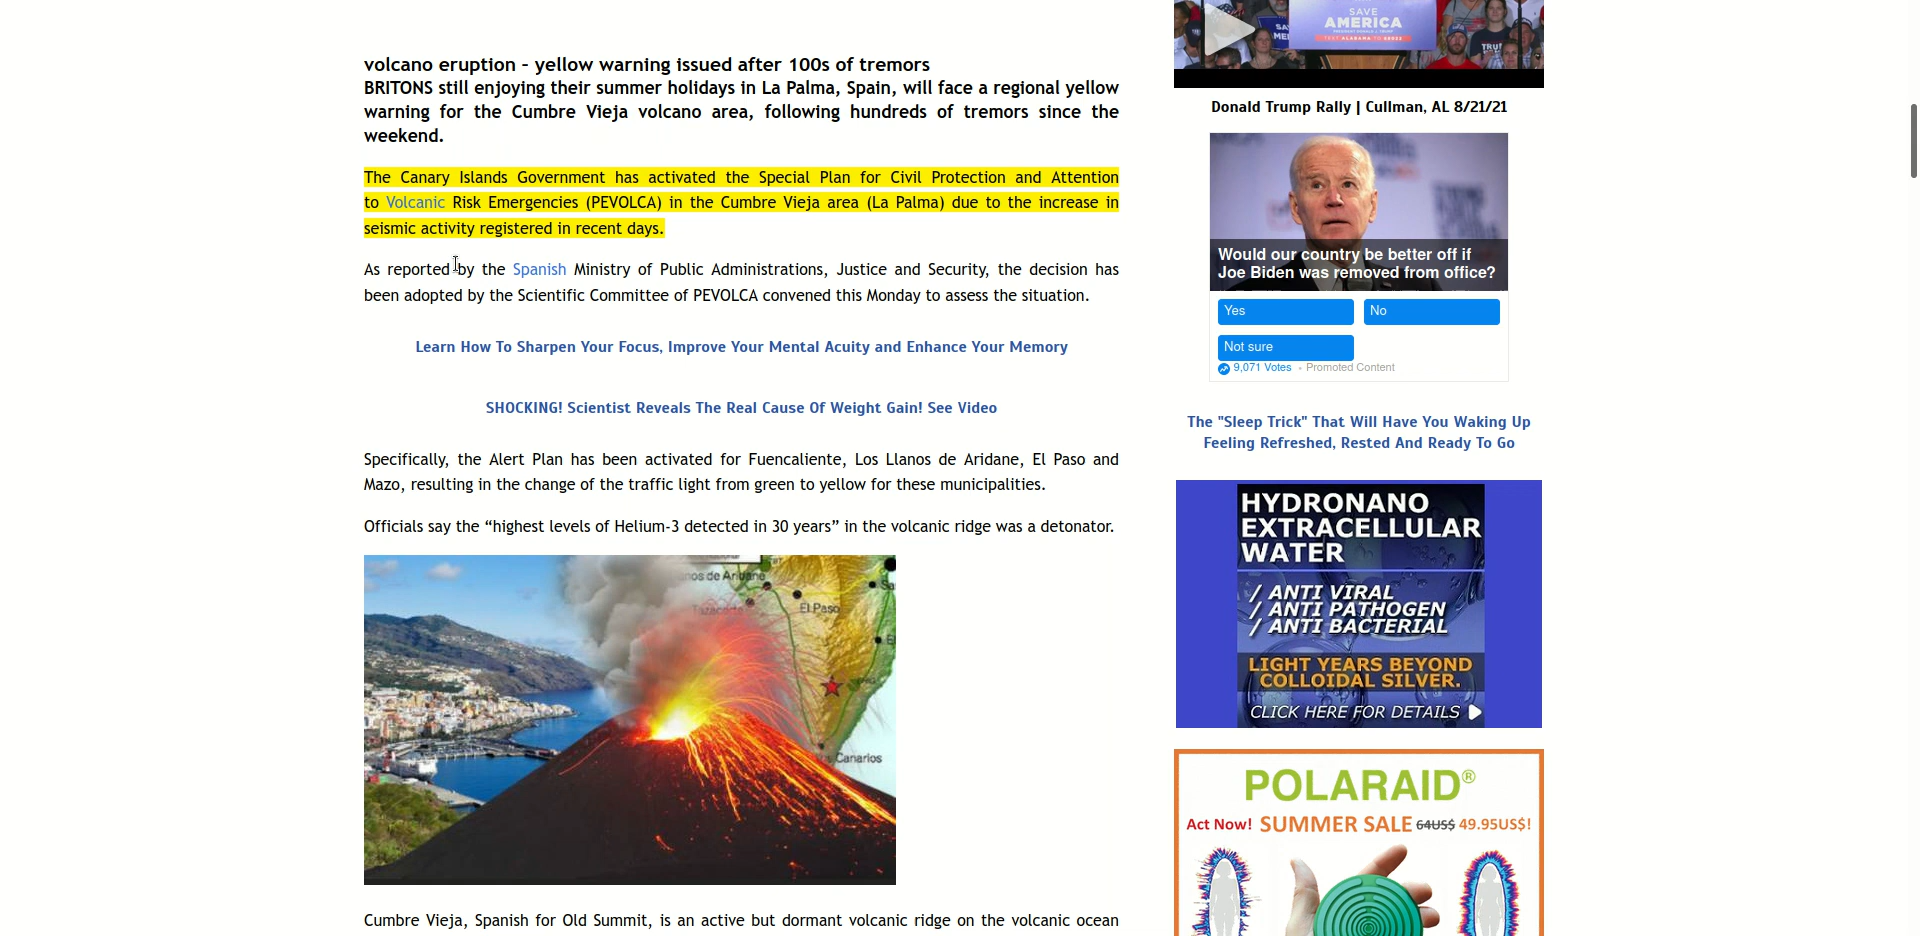 volcano eruption – yellow warning issued after 100s of tremors
BRITONS still enjoying their summer holidays in La Palma, Spain, will face a regional yellow
warning for the Cumbre Vieja volcano area, following hundreds of tremors since the
weekend.
The Canary Islands Government has activated the Special Plan for Civil Protection and Attention
to Volcanic Risk Emergencies (PEVOLCA) in the Cumbre Vieja area (La Palma) due to the increase in
seismic activity registered in recent days.
As reported by the Spanish Ministry of Public Administrations, Justice and Security, the decision has
been adopted by the Scientific Committee of PEVOLCA convened this Monday to assess the situation.
Learn How To Sharpen Your Focus, Improve Your Mental Acuity and Enhance Your Memory
SHOCKING! Scientist Reveals The Real Cause Of Weight Gain! See Video
Specifically, the Alert Plan has been activated for Fuencaliente, Los Llanos de Aridane, El Paso and
Mazo, resulting in the change of the traffic light from green to yellow for these municipalities.
Officials say the “highest levels of Helium-3 detected in 30 years” in the volcanic ridge was a detonator.
nos de Aridane
Tazacorte
El Paso
Canarios
Cumbre Vieja, Spanish for Old Summit, is an active but dormant volcanic ridge on the volcanic ocean
SAVE
AMERICA
PRESIDENT DONALD J. TRUMP
TEXT ALABAMA TO 88022
Donald Trump Rally | Cullman, AL 8/21/21
Would our country be better off if
Joe Biden was removed from office?
Yes
No
Not sure
9,071 Votes • Promoted Content
The "Sleep Trick" That Will Have You Waking Up
Feeling Refreshed, Rested And Ready To Go
HYDRONANO
EXTRACELLULAR
WATER
/ ANTI VIRAL
/ ANTI PATHOGEN
/ ANTI BACTERIAL
LIGHT YEARS BEYOND
COLLOIDAL SILVER.
CLICK HERE FOR DETAILS
POLARAID®
Act Now! SUMMER SALE 64US$ 49.95US$!